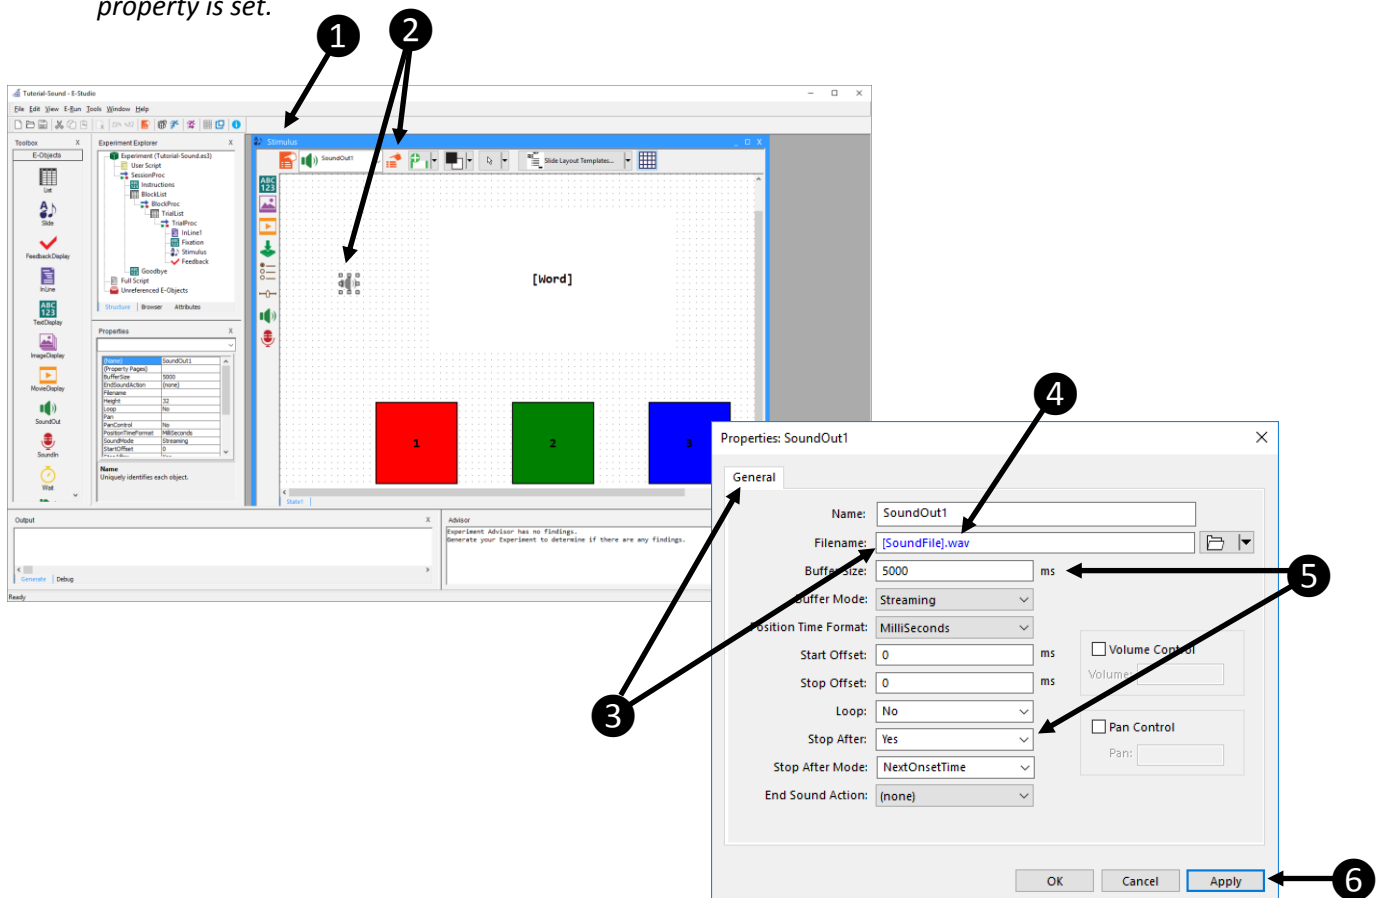 property is set.
1
2
Tutorial-Sound - E-Studio
File Edit View E-Run Tools Window Help
Toolbox X
E-Objects
List
Slide
FeedbackDisplay
InLine
ABC
123
TextDisplay
ImageDisplay
MovieDisplay
SoundOut
SoundIn
Wait
Experiment Explorer X
Experiment (Tutorial-Sound.es3)
User Script
SessionProc
Instructions
BlockList
BlockProc
TrialList
TrialProc
InLine1
Fixation
Stimulus
Feedback
Goodbye
Full Script
Unreferenced E-Objects
Structure Browser Attributes
Properties X
(Name) SoundOut1
(Property Pages)
BufferSize 5000
EndSoundAction (none)
Filename
Height 32
Loop No
Pan
PanControl No
PositionTimeFormat MilliSeconds
SoundMode Streaming
StartOffset 0
StopAfter Yes
Name
Uniquely identifies each object.
Stimulus
SoundOut1
Slide Layout Templates...
ABC
123
[Word]
1
2
3
State1
Output X
Generate Debug
Advisor
Experiment Advisor has no findings.
Generate your Experiment to determine if there are any findings.
Ready
4
Properties: SoundOut1
General
Name: SoundOut1
Filename: [SoundFile].wav
Buffer Size: 5000 ms
5
Buffer Mode: Streaming
Position Time Format: MilliSeconds
Start Offset: 0 ms
Volume Control
Stop Offset: 0 ms
Volume:
3
Loop: No
Pan Control
Stop After: Yes
Pan:
Stop After Mode: NextOnsetTime
End Sound Action: (none)
OK Cancel Apply
6